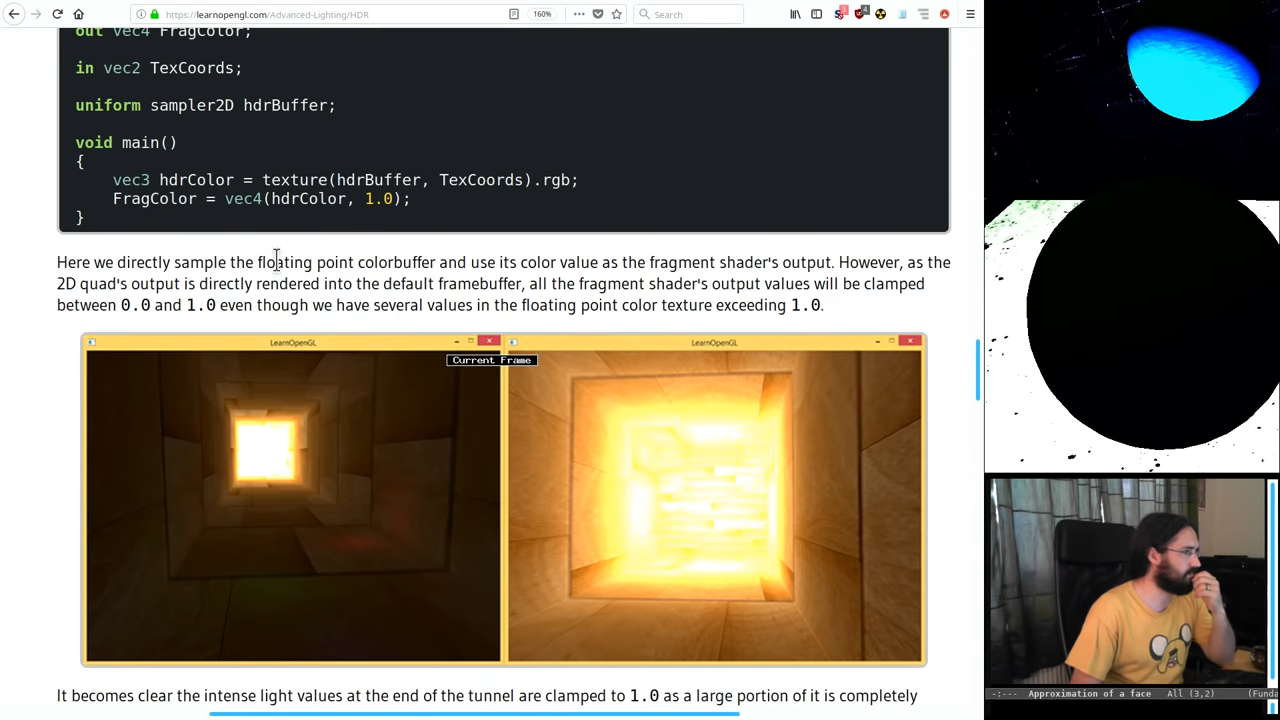 https://learnopengl.com/Advanced-Lighting/HDR
160%
Search
3
4
out vec4 FragColor;
in vec2 TexCoords;
uniform sampler2D hdrBuffer;
void main()
{
vec3 hdrColor = texture(hdrBuffer, TexCoords).rgb;
FragColor = vec4(hdrColor, 1.0);
}
Here we directly sample the floating point colorbuffer and use its color value as the fragment shader's output. However, as the
2D quad's output is directly rendered into the default framebuffer, all the fragment shader's output values will be clamped
between 0.0 and 1.0 even though we have several values in the floating point color texture exceeding 1.0.
LearnOpenGL
LearnOpenGL
Current Frame
It becomes clear the intense light values at the end of the tunnel are clamped to 1.0 as a large portion of it is completely
-:--- Approximation of a face All (3,2) (Funda